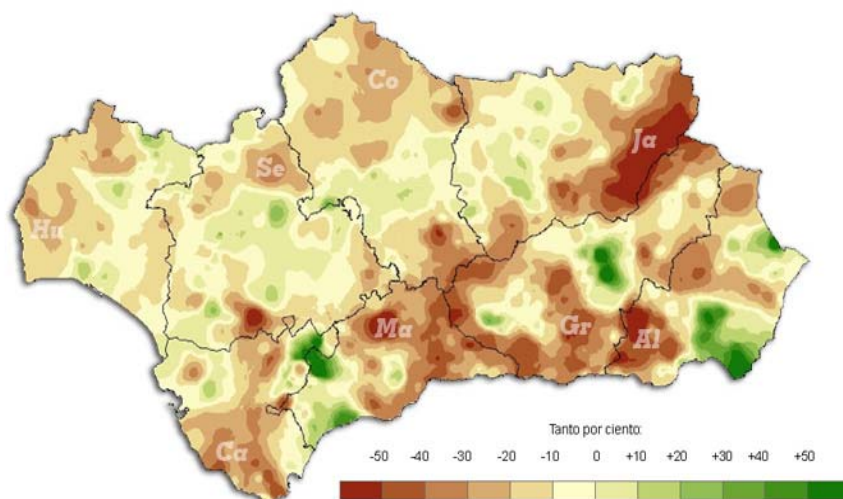 Co
Ja
Se
Hu
Ma
Gr
Al
Ca
Tanto por ciento:
-50 -40 -30 -20 -10 0 +10 +20 +30 +40 +50